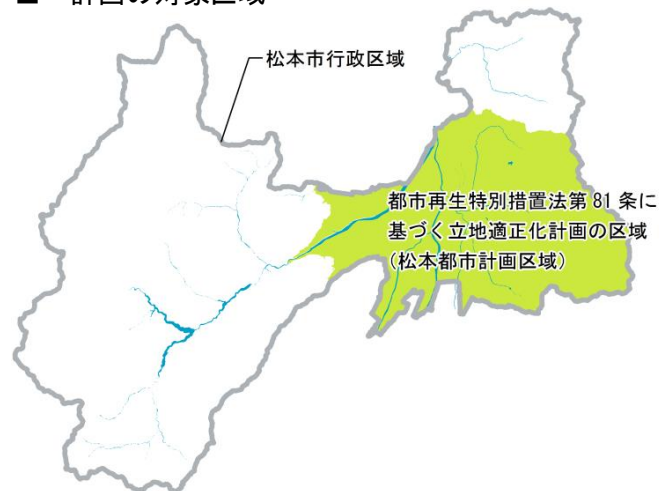 ■ 計画の対象区域
松本市行政区域
都市再生特別措置法第 81 条に
基づく立地適正化計画の区域
(松本都市計画区域)